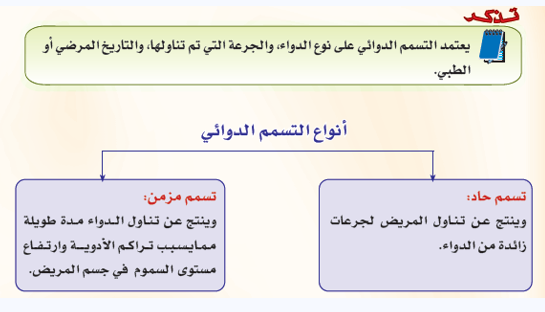 تذكر
يعتمد التسمم الدوائي على نوع الدواء، والجرعة التي تم تناولها، والتاريخ المرضي أو
الطبي.
أنواع التسمم الدوائي
تسمم حاد:
وينتج عن تناول المريض لجرعات
زائدة من الدواء.
تسمم مزمن:
وينتج عن تناول الدواء مدة طويلة
ممايسبب تراكم الأدوية وارتفاع
مستوى السموم في جسم المريض.